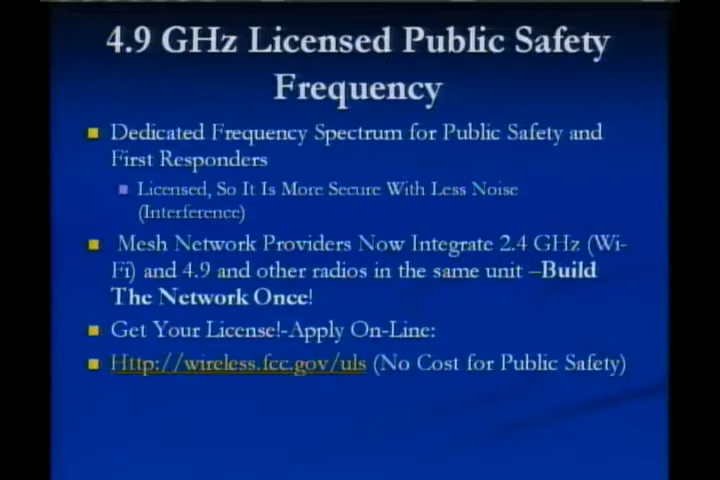 4.9 GHz Licensed Public Safety
Frequency
Dedicated Frequency Spectrum for Public Safety and
First Responders
Licensed, So It Is More Secure With Less Noise
(Interference)
Mesh Network Providers Now Integrate 2.4 GHz (Wi-
Fi) and 4.9 and other radios in the same unit –Build
The Network Once!
Get Your License!-Apply On-Line:
Http://wireless.fcc.gov/uls (No Cost for Public Safety)